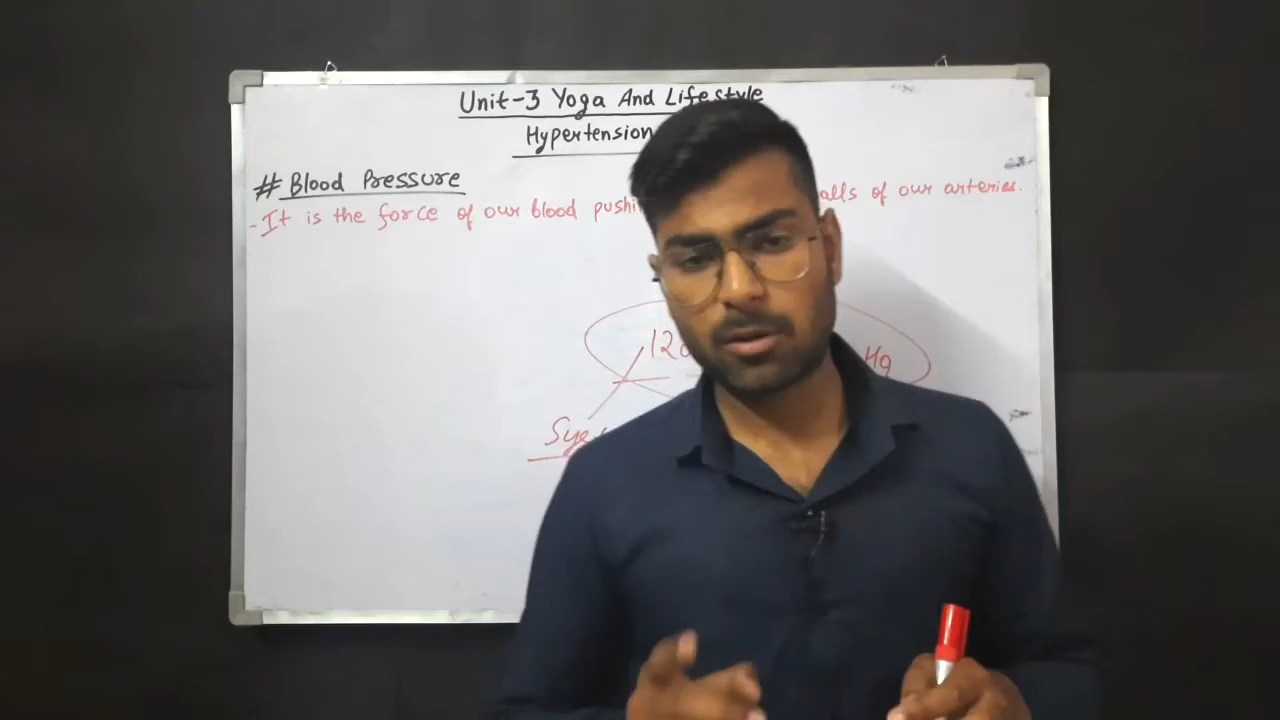 Unit-3 Yoga And Lifestyle
Hypertension
# Blood Pressure
- It is the force of our blood pushi alls of our arteries.
120 Hg
Sys